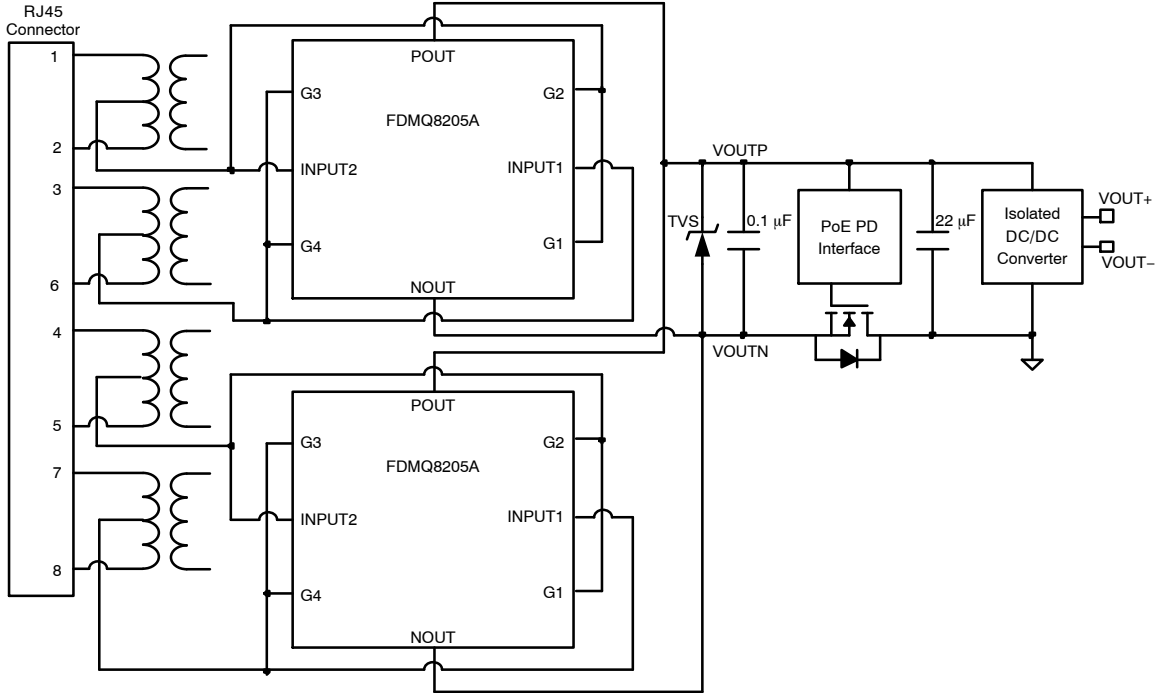 RJ45
Connector
1
2
3
6
4
5
7
8
POUT
G3
G2
FDMQ8205A
INPUT2
INPUT1
G4
G1
NOUT
POUT
G3
G2
FDMQ8205A
INPUT2
INPUT1
G4
G1
NOUT
VOUTP
TVS
0.1 μF
PoE PD
Interface
22 μF
Isolated
DC/DC
Converter
VOUT+
VOUT−
VOUTN